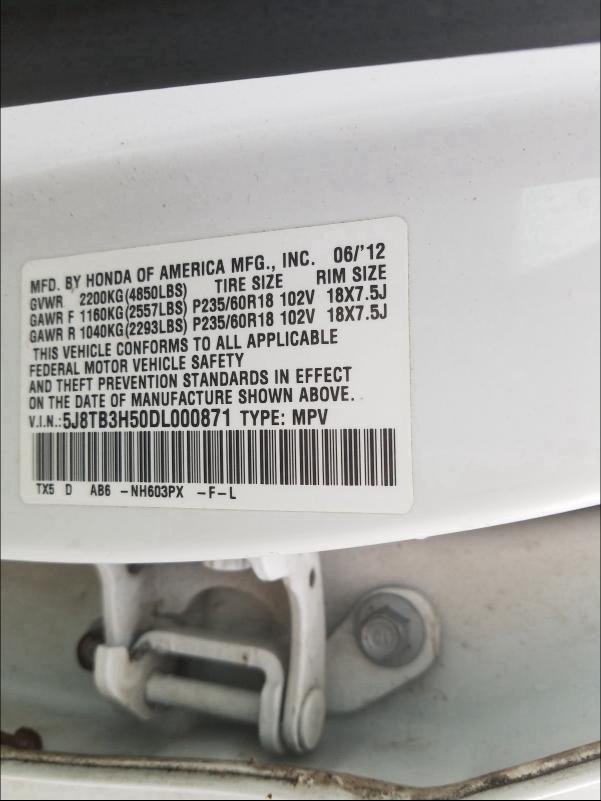 MFD. BY HONDA OF AMERICA MFG., INC. 06/'12
GVWR 2200KG(4850LBS) TIRE SIZE RIM SIZE
GAWR F 1160KG(2557LBS) P235/60R18 102V 18X7.5J
GAWR R 1040KG(2293LBS) P235/60R18 102V 18X7.5J
THIS VEHICLE CONFORMS TO ALL APPLICABLE
FEDERAL MOTOR VEHICLE SAFETY
AND THEFT PREVENTION STANDARDS IN EFFECT
ON THE DATE OF MANUFACTURE SHOWN ABOVE.
V.I.N.:5J8TB3H50DL000871 TYPE: MPV
TX5 D AB6 -NH603PX -F-L